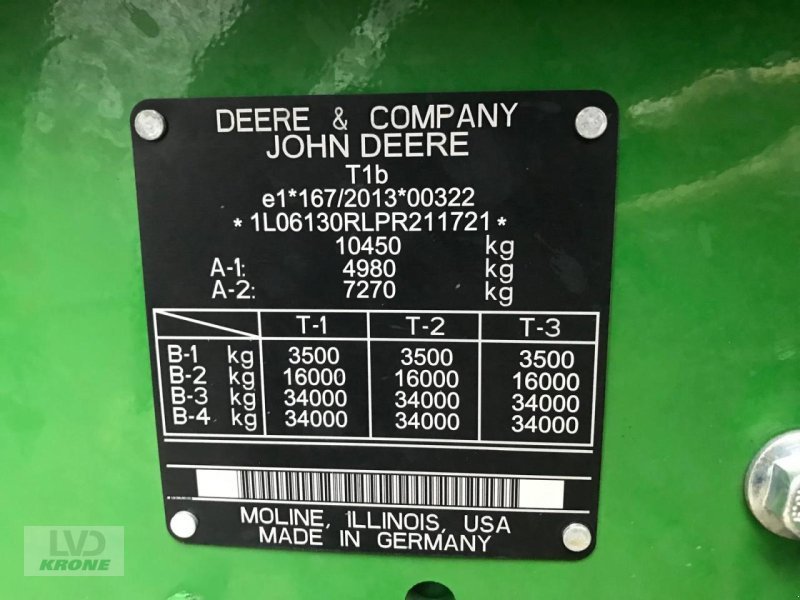 DEERE & COMPANY
JOHN DEERE
T1b
e1*167/2013*00322
*1L06130RLPR211721*
10450 kg
A-1: 4980 kg
A-2: 7270 kg
T-1 T-2 T-3
B-1 kg 3500 3500 3500
B-2 kg 16000 16000 16000
B-3 kg 34000 34000 34000
B-4 kg 34000 34000 34000
MOLINE, ILLINOIS, USA
MADE IN GERMANY
LVD
KRONE